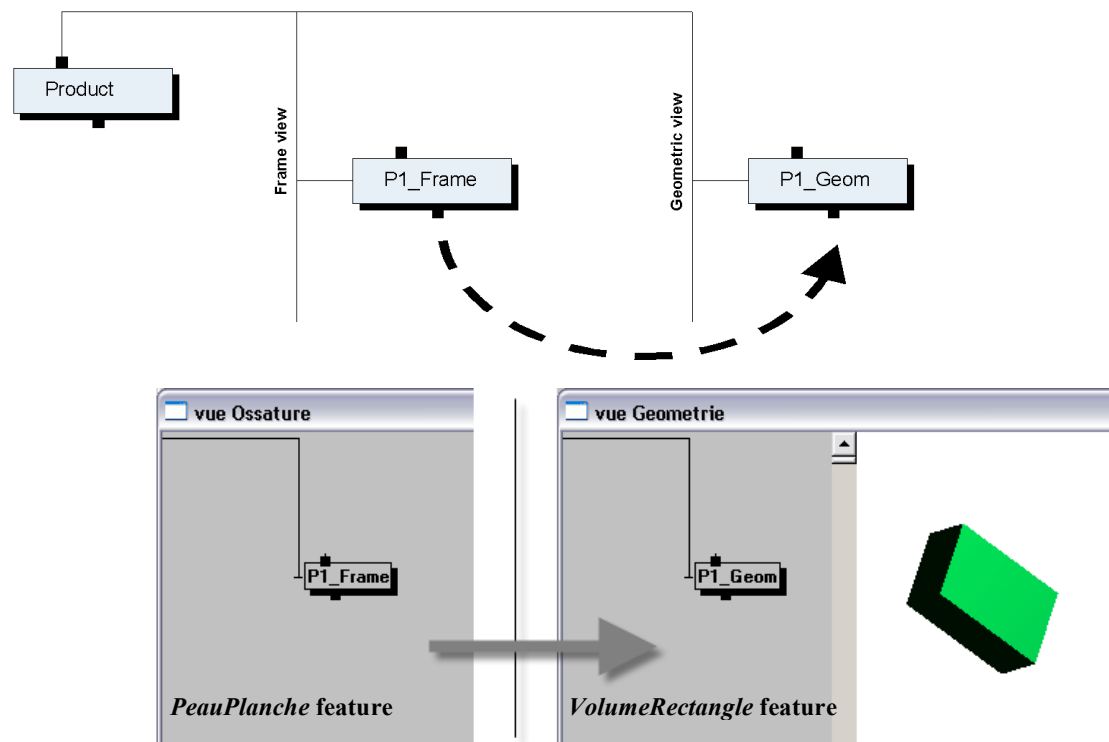 Product
Frame view
P1_Frame
Geometric view
P1_Geom
vue Ossature
P1_Frame
PeauPlanche feature
vue Geometrie
P1_Geom
VolumeRectangle feature